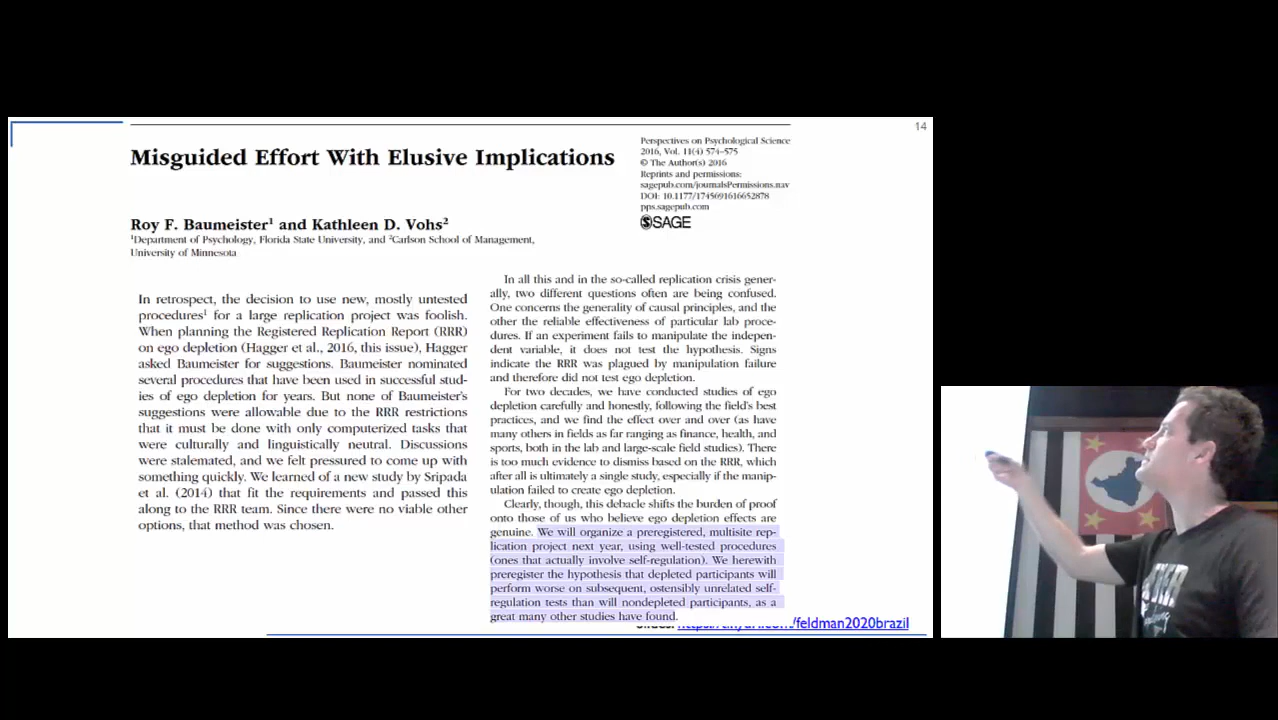 14
Misguided Effort With Elusive Implications
Perspectives on Psychological Science
2016, Vol. 11(4) 574–575
© The Author(s) 2016
Reprints and permissions:
sagepub.com/journalsPermissions.nav
DOI: 10.1177/1745691616652878
pps.sagepub.com
SAGE
Roy F. Baumeister1 and Kathleen D. Vohs2
1Department of Psychology, Florida State University, and 2Carlson School of Management,
University of Minnesota
In retrospect, the decision to use new, mostly untested
procedures1 for a large replication project was foolish.
When planning the Registered Replication Report (RRR)
on ego depletion (Hagger et al., 2016, this issue), Hagger
asked Baumeister for suggestions. Baumeister nominated
several procedures that have been used in successful stud-
ies of ego depletion for years. But none of Baumeister's
suggestions were allowable due to the RRR restrictions
that it must be done with only computerized tasks that
were culturally and linguistically neutral. Discussions
were stalemated, and we felt pressured to come up with
something quickly. We learned of a new study by Sripada
et al. (2014) that fit the requirements and passed this
along to the RRR team. Since there were no viable other
options, that method was chosen.
In all this and in the so-called replication crisis gener-
ally, two different questions often are being confused.
One concerns the generality of causal principles, and the
other the reliable effectiveness of particular lab proce-
dures. If an experiment fails to manipulate the indepen-
dent variable, it does not test the hypothesis. Signs
indicate the RRR was plagued by manipulation failure
and therefore did not test ego depletion.
For two decades, we have conducted studies of ego
depletion carefully and honestly, following the field's best
practices, and we find the effect over and over (as have
many others in fields as far ranging as finance, health, and
sports, both in the lab and large-scale field studies). There
is too much evidence to dismiss based on the RRR, which
after all is ultimately a single study, especially if the manip-
ulation failed to create ego depletion.
Clearly, though, this debacle shifts the burden of proof
onto those of us who believe ego depletion effects are
genuine. We will organize a preregistered, multisite rep-
lication project next year, using well-tested procedures
(ones that actually involve self-regulation). We herewith
preregister the hypothesis that depleted participants will
perform worse on subsequent, ostensibly unrelated self-
regulation tests than will nondepleted participants, as a
great many other studies have found.
/feldman2020brazil